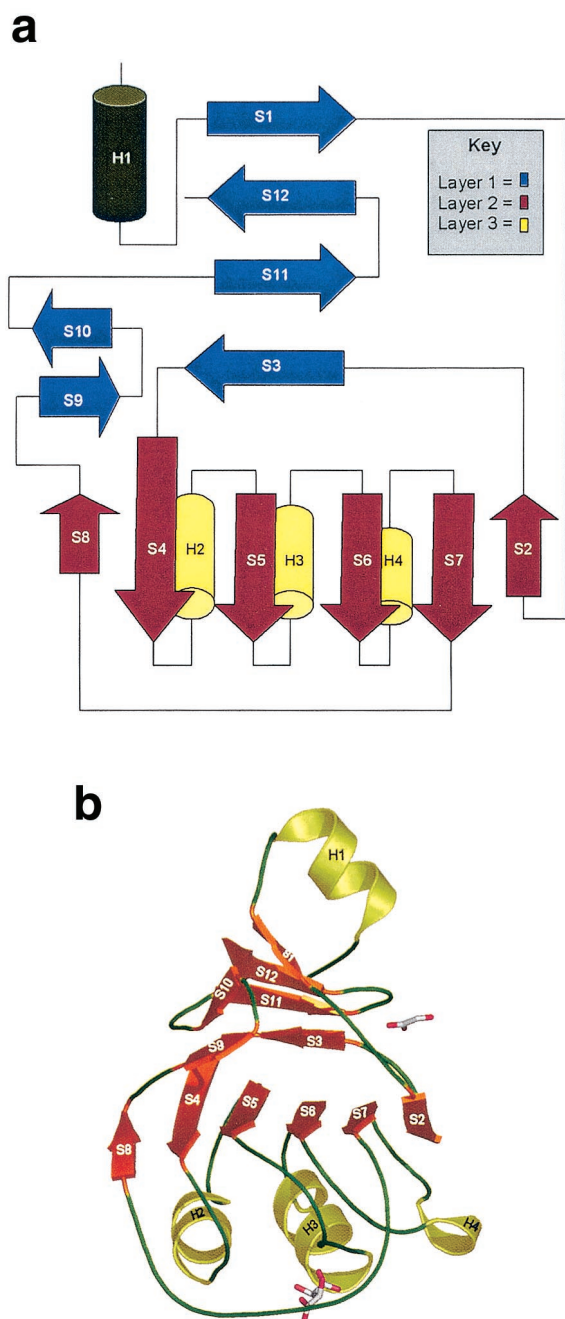 a
H1
S1
S12
S11
S10
S9
S3
Key
Layer 1 =
Layer 2 =
Layer 3 =
S8
S4
H2
S5
H3
S6
H4
S7
S2
b
H1
S1
S12
S10
S11
S9
S3
S4
S5
S6
S7
S2
S8
H2
H3
H4